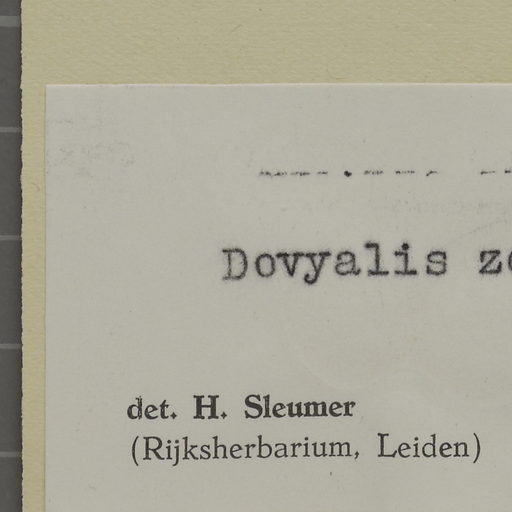 Dovyalis
det. H. Sleumer
(Rijksherbarium, Leiden)